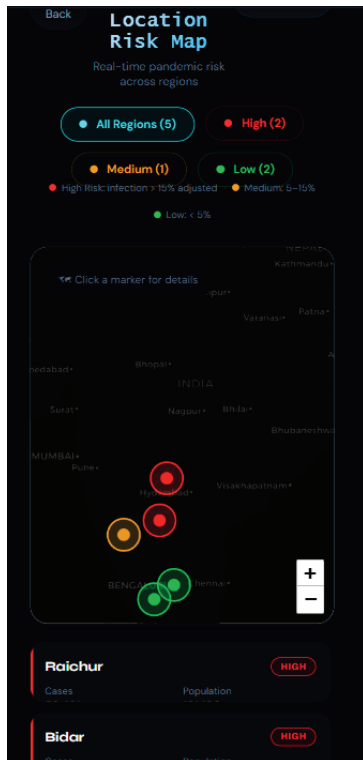 Back
Location
Risk Map
Real-time pandemic risk
across regions
All Regions (5)
High (2)
Medium (1)
Low (2)
High Risk: infection > 15% adjusted
Medium: 5–15%
Low: < 5%
Kathmandu
🗺 Click a marker for details
Varanasi
Patna
Bhopal
INDIA
Surat
Nagpur
Bhilai
Bhubaneshwa
MUMBAI
Pune
Hyderabad
Visakhapatnam
+
−
Raichur
HIGH
Cases
Population
Bidar
HIGH